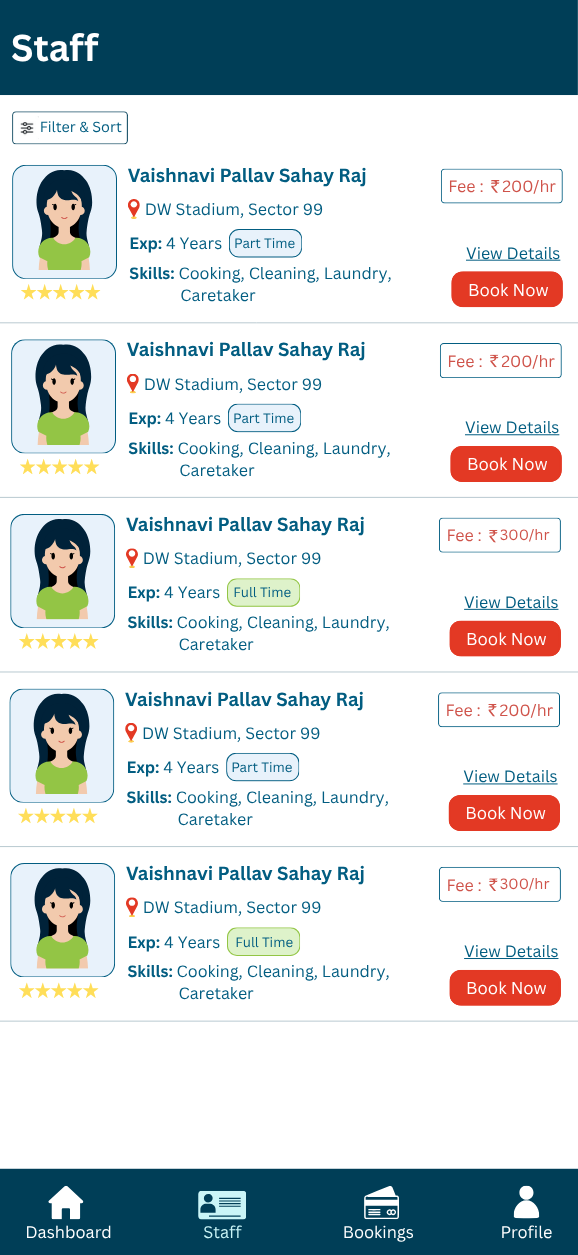 Staff
Filter & Sort
Vaishnavi Pallav Sahay Raj
Fee : ₹200/hr
DW Stadium, Sector 99
Exp: 4 Years Part Time
View Details
Skills: Cooking, Cleaning, Laundry,
Caretaker
Book Now
Vaishnavi Pallav Sahay Raj
Fee : ₹200/hr
DW Stadium, Sector 99
Exp: 4 Years Part Time
View Details
Skills: Cooking, Cleaning, Laundry,
Caretaker
Book Now
Vaishnavi Pallav Sahay Raj
Fee : ₹300/hr
DW Stadium, Sector 99
Exp: 4 Years Full Time
View Details
Skills: Cooking, Cleaning, Laundry,
Caretaker
Book Now
Vaishnavi Pallav Sahay Raj
Fee : ₹200/hr
DW Stadium, Sector 99
Exp: 4 Years Part Time
View Details
Skills: Cooking, Cleaning, Laundry,
Caretaker
Book Now
Vaishnavi Pallav Sahay Raj
Fee : ₹300/hr
DW Stadium, Sector 99
Exp: 4 Years Full Time
View Details
Skills: Cooking, Cleaning, Laundry,
Caretaker
Book Now
Dashboard Staff Bookings Profile